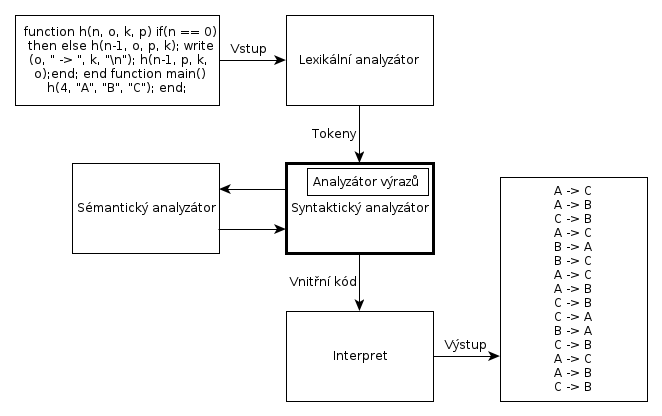 function h(n, o, k, p) if(n == 0)
then else h(n-1, o, p, k); write
(o, " -> ", k, "\n"); h(n-1, p, k,
o);end; end function main()
h(4, "A", "B", "C"); end;
Vstup
Lexikální analyzátor
Tokeny
Analyzátor výrazů
Sémantický analyzátor
Syntaktický analyzátor
Vnitřní kód
Interpret
Výstup
A -> C
A -> B
C -> B
A -> C
B -> A
B -> C
A -> C
A -> B
C -> B
C -> A
B -> A
C -> B
A -> C
A -> B
C -> B